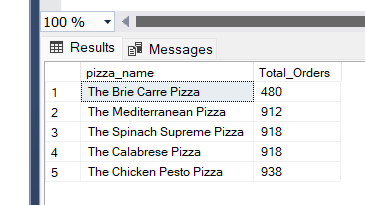 100 %
Results Messages
pizza_name Total_Orders
1 The Brie Carre Pizza 480
2 The Mediterranean Pizza 912
3 The Spinach Supreme Pizza 918
4 The Calabrese Pizza 918
5 The Chicken Pesto Pizza 938